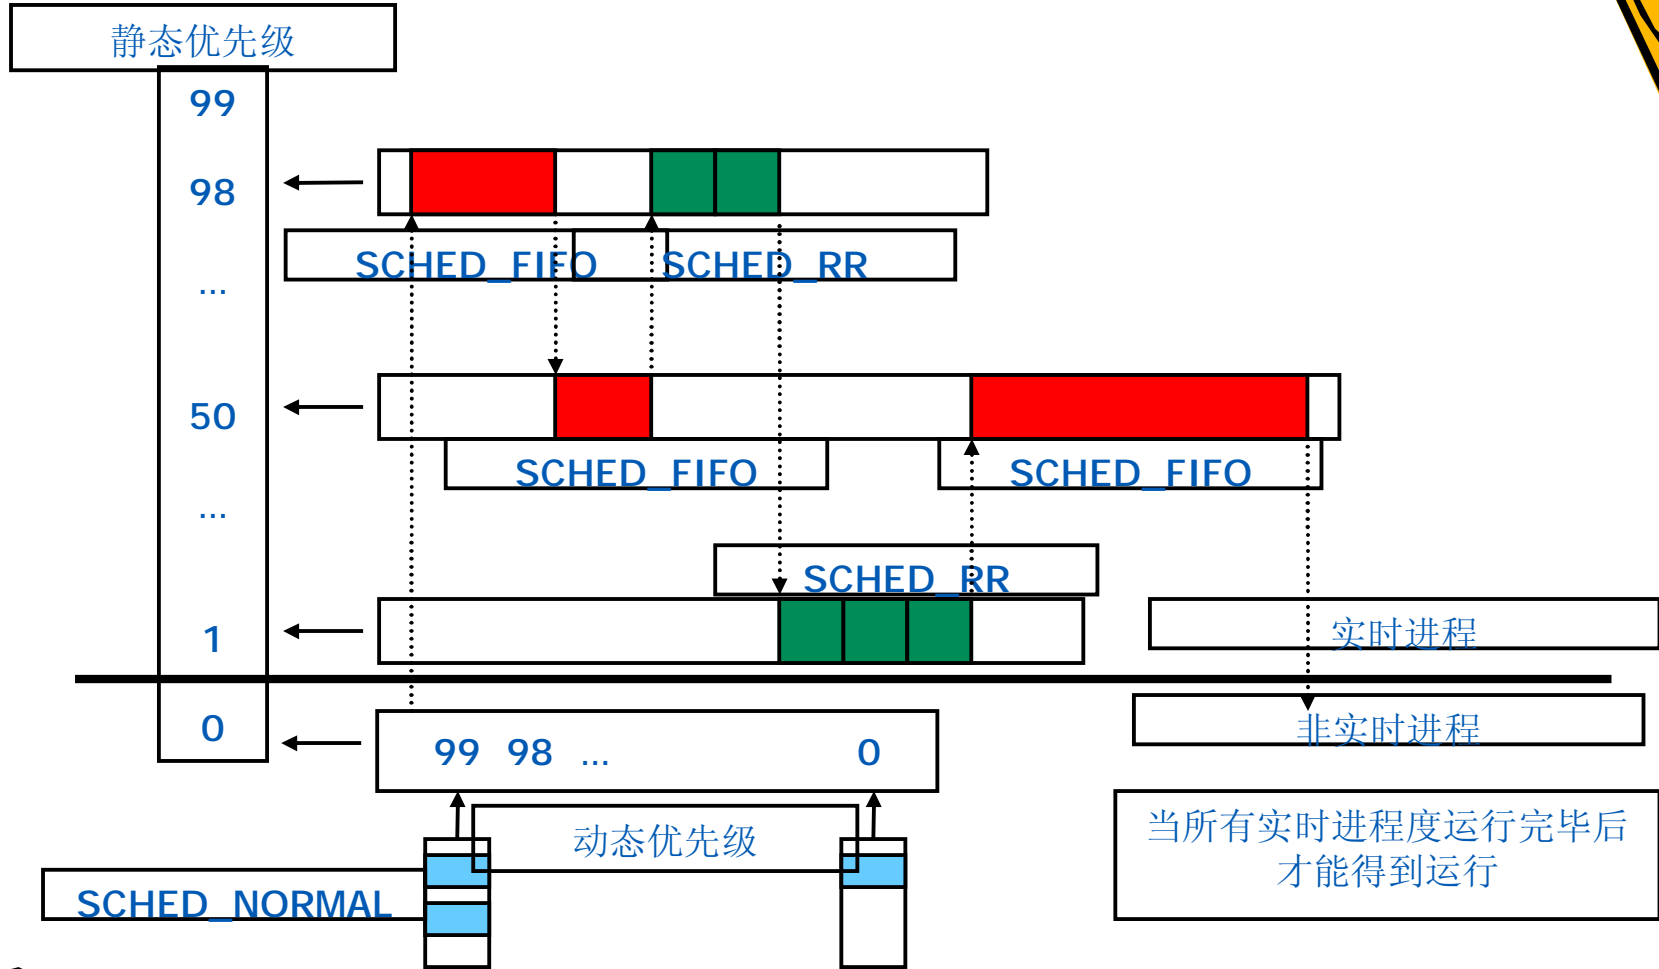 静态优先级
99
98
SCHED_FIFO
SCHED_RR
...
50
SCHED_FIFO
SCHED_FIFO
...
SCHED_RR
1
实时进程
0
非实时进程
99 98 ... 0
当所有实时进程度运行完毕后
才能得到运行
动态优先级
SCHED_NORMAL